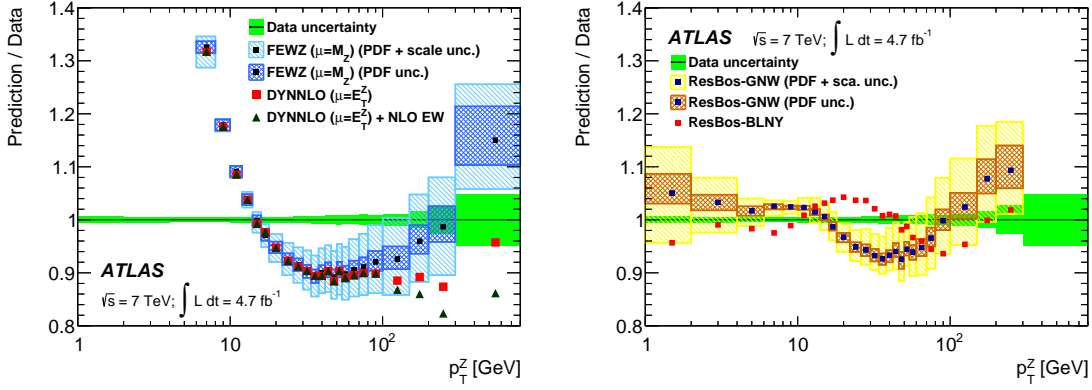 Prediction / Data
1.4
1.3
1.2
1.1
1
0.9
0.8
Data uncertainty
FEWZ (μ=M_Z) (PDF + scale unc.)
FEWZ (μ=M_Z) (PDF unc.)
DYNNLO (μ=E_T^Z)
DYNNLO (μ=E_T^Z) + NLO EW
ATLAS
√s = 7 TeV; ∫ L dt = 4.7 fb⁻¹
1 10 10²
p_T^Z [GeV]
Prediction / Data
1.4
1.3
1.2
1.1
1
0.9
0.8
ATLAS √s = 7 TeV; ∫ L dt = 4.7 fb⁻¹
Data uncertainty
ResBos-GNW (PDF + sca. unc.)
ResBos-GNW (PDF unc.)
ResBos-BLNY
1 10 10²
p_T^Z [GeV]